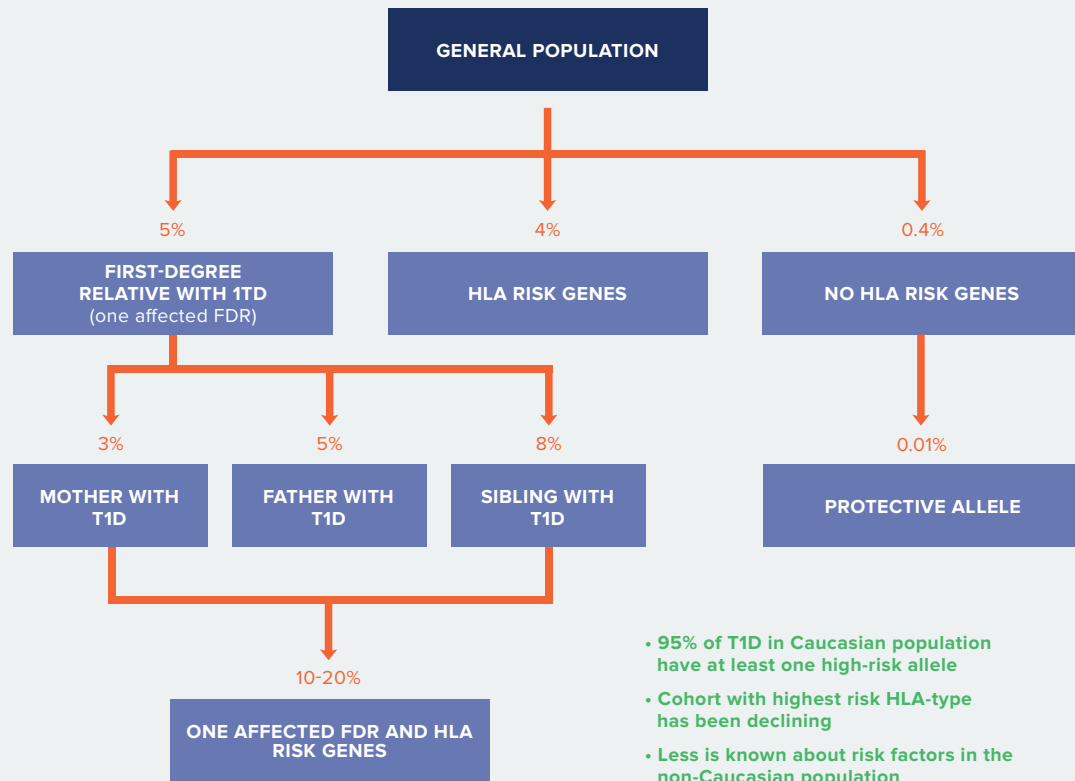 GENERAL POPULATION
5%
4%
0.4%
FIRST-DEGREE
RELATIVE WITH 1TD
(one affected FDR)
HLA RISK GENES
NO HLA RISK GENES
3%
5%
8%
0.01%
MOTHER WITH
T1D
FATHER WITH
T1D
SIBLING WITH
T1D
PROTECTIVE ALLELE
10-20%
ONE AFFECTED FDR AND HLA
RISK GENES
• 95% of T1D in Caucasian population
have at least one high-risk allele
• Cohort with highest risk HLA-type
has been declining
• Less is known about risk factors in the
non-Caucasian population